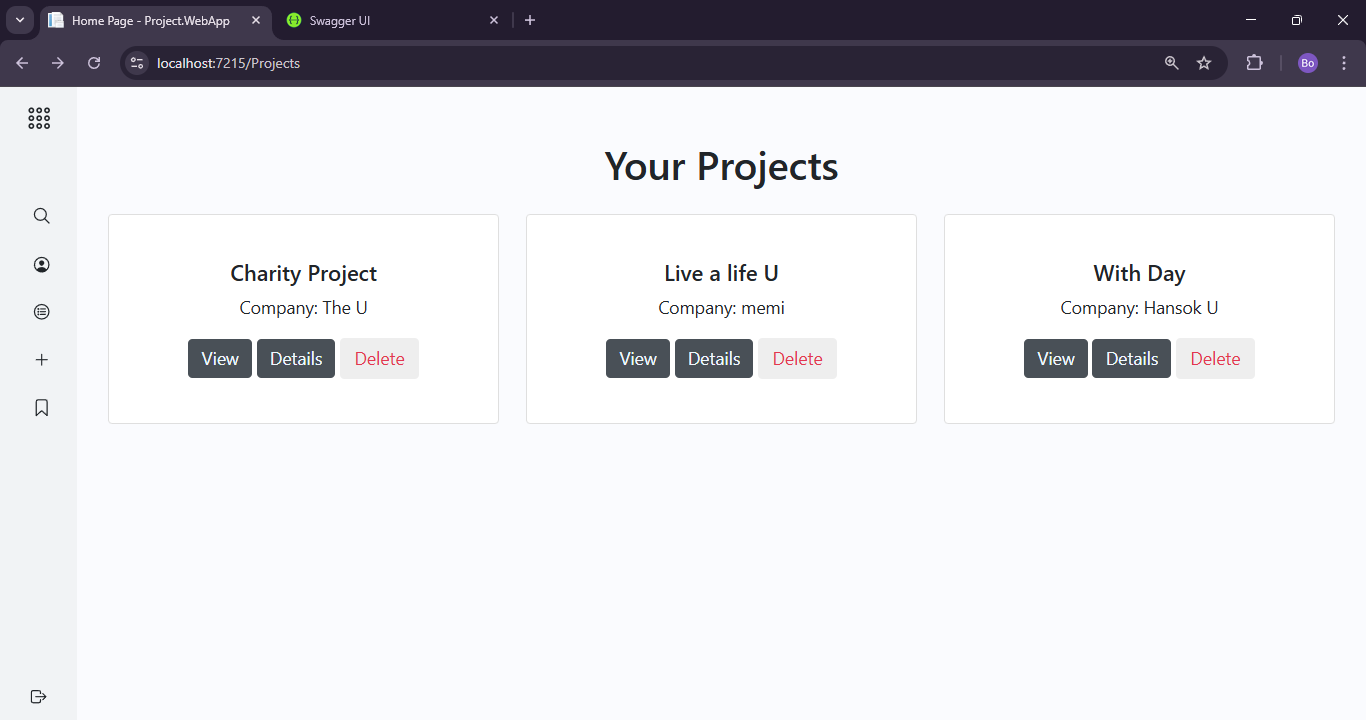 Home Page - Project.WebApp
Swagger UI
localhost:7215/Projects
Bo
Your Projects
Charity Project
Company: The U
View Details Delete
Live a life U
Company: memi
View Details Delete
With Day
Company: Hansok U
View Details Delete